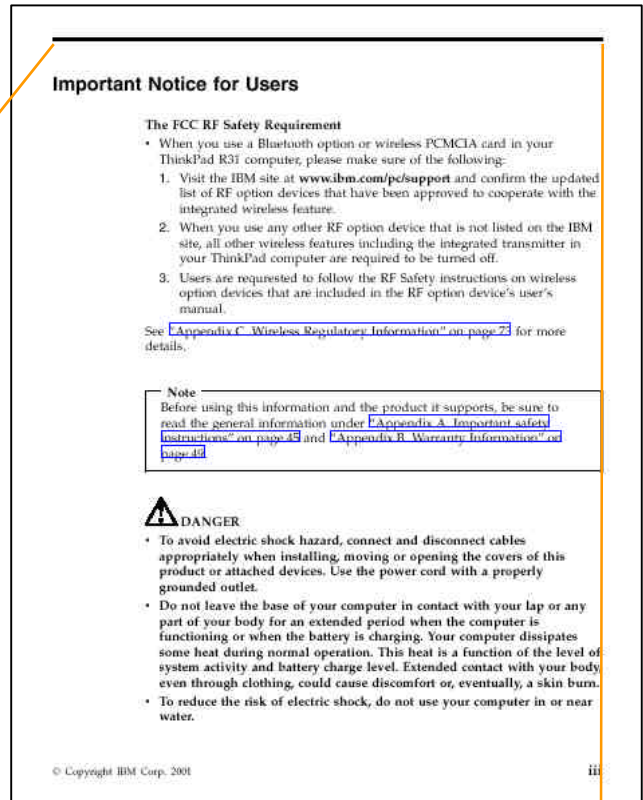 Important Notice for Users
The FCC RF Safety Requirement
• When you use a Bluetooth option or wireless PCMCIA card in your
ThinkPad R31 computer, please make sure of the following:
1. Visit the IBM site at www.ibm.com/pc/support and confirm the updated
list of RF option devices that have been approved to cooperate with the
integrated wireless feature.
2. When you use any other RF option device that is not listed on the IBM
site, all other wireless features including the integrated transmitter in
your ThinkPad computer are required to be turned off.
3. Users are requrested to follow the RF Safety instructions on wireless
option devices that are included in the RF option device's user's
manual.
See "Appendix C. Wireless Regulatory Information" on page 73 for more
details.
Note
Before using this information and the product it supports, be sure to
read the general information under "Appendix A. Important safety
instructions" on page 45 and "Appendix B. Warranty Information" on
page 49
DANGER
• To avoid electric shock hazard, connect and disconnect cables
appropriately when installing, moving or opening the covers of this
product or attached devices. Use the power cord with a properly
grounded outlet.
• Do not leave the base of your computer in contact with your lap or any
part of your body for an extended period when the computer is
functioning or when the battery is charging. Your computer dissipates
some heat during normal operation. This heat is a function of the level of
system activity and battery charge level. Extended contact with your body,
even through clothing, could cause discomfort or, eventually, a skin burn.
• To reduce the risk of electric shock, do not use your computer in or near
water.
© Copyright IBM Corp. 2001
iii